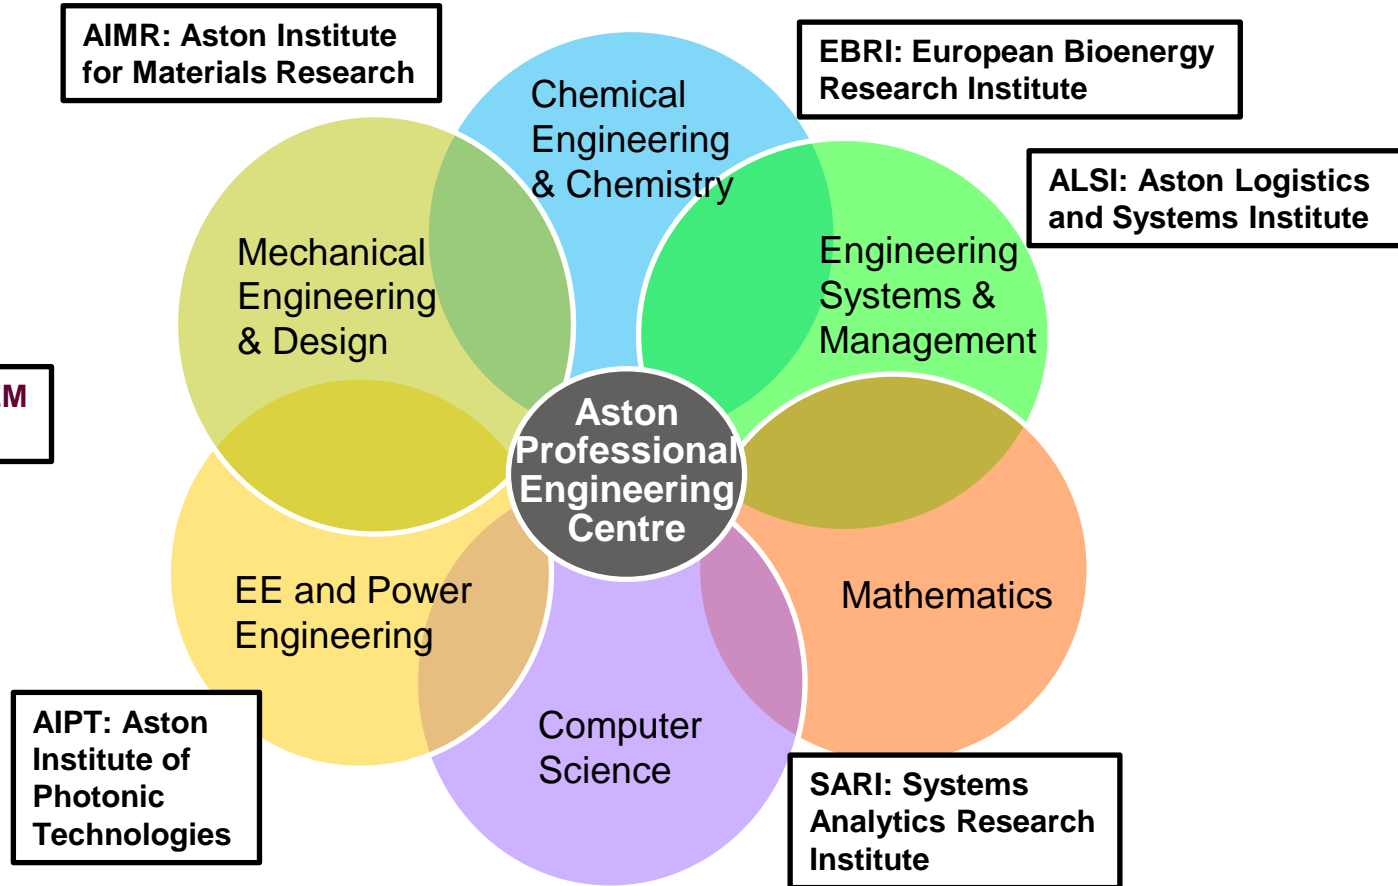 AIMR: Aston Institute
for Materials Research
EBRI: European Bioenergy
Research Institute
Chemical
Engineering
& Chemistry
ALSI: Aston Logistics
and Systems Institute
Mechanical
Engineering
& Design
Engineering
Systems &
Management
Aston
Professional
Engineering
Centre
EE and Power
Engineering
Mathematics
Computer
Science
AIPT: Aston
Institute of
Photonic
Technologies
SARI: Systems
Analytics Research
Institute